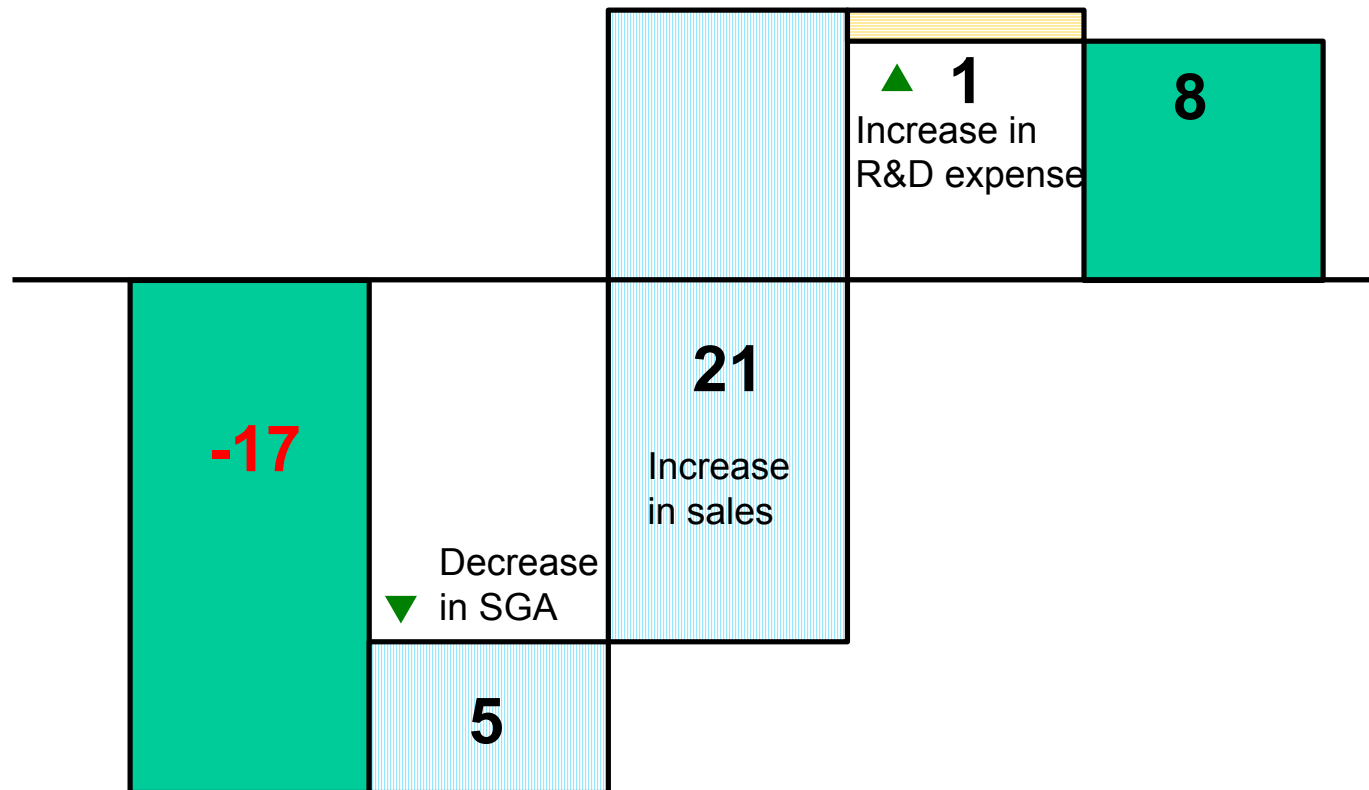 1
Increase in
R&D expense
8
-17
21
Increase
in sales
Decrease
in SGA
5